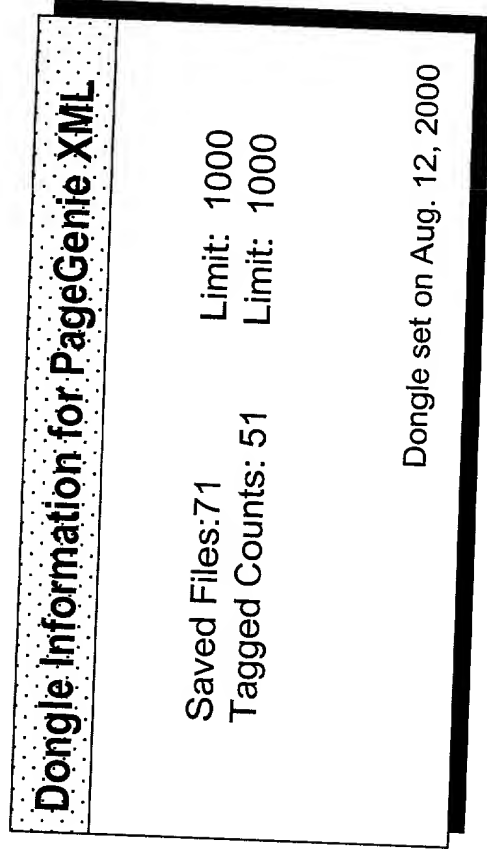 Dongle Information for PageGenie XML
Saved Files:71 Limit: 1000
Tagged Counts: 51 Limit: 1000
Dongle set on Aug. 12, 2000